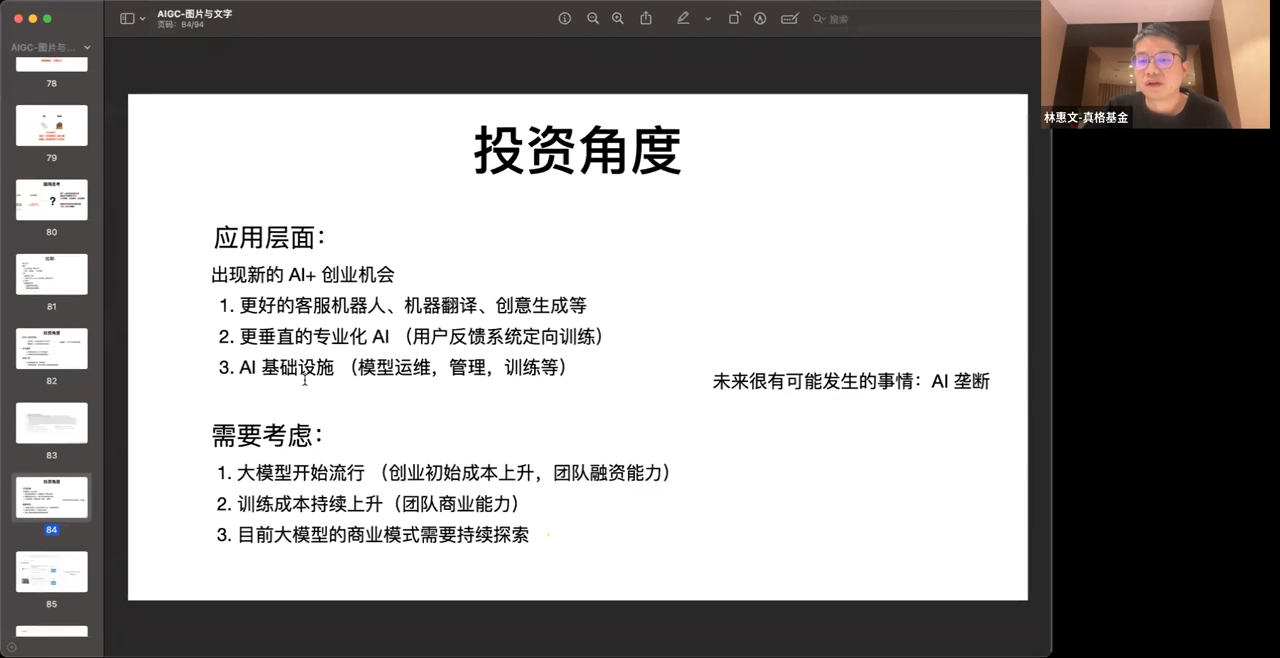 AIGC-图片与文字
页码：84/94
搜索
AIGC-图片与...
78
79
80
81
82
83
84
85
林惠文-真格基金
投资角度
应用层面：
出现新的 AI+ 创业机会
1. 更好的客服机器人、机器翻译、创意生成等
2. 更垂直的专业化 AI （用户反馈系统定向训练）
3. AI 基础设施 （模型运维，管理，训练等）
未来很有可能发生的事情：AI 垄断
需要考虑：
1. 大模型开始流行 （创业初始成本上升，团队融资能力）
2. 训练成本持续上升（团队商业能力）
3. 目前大模型的商业模式需要持续探索